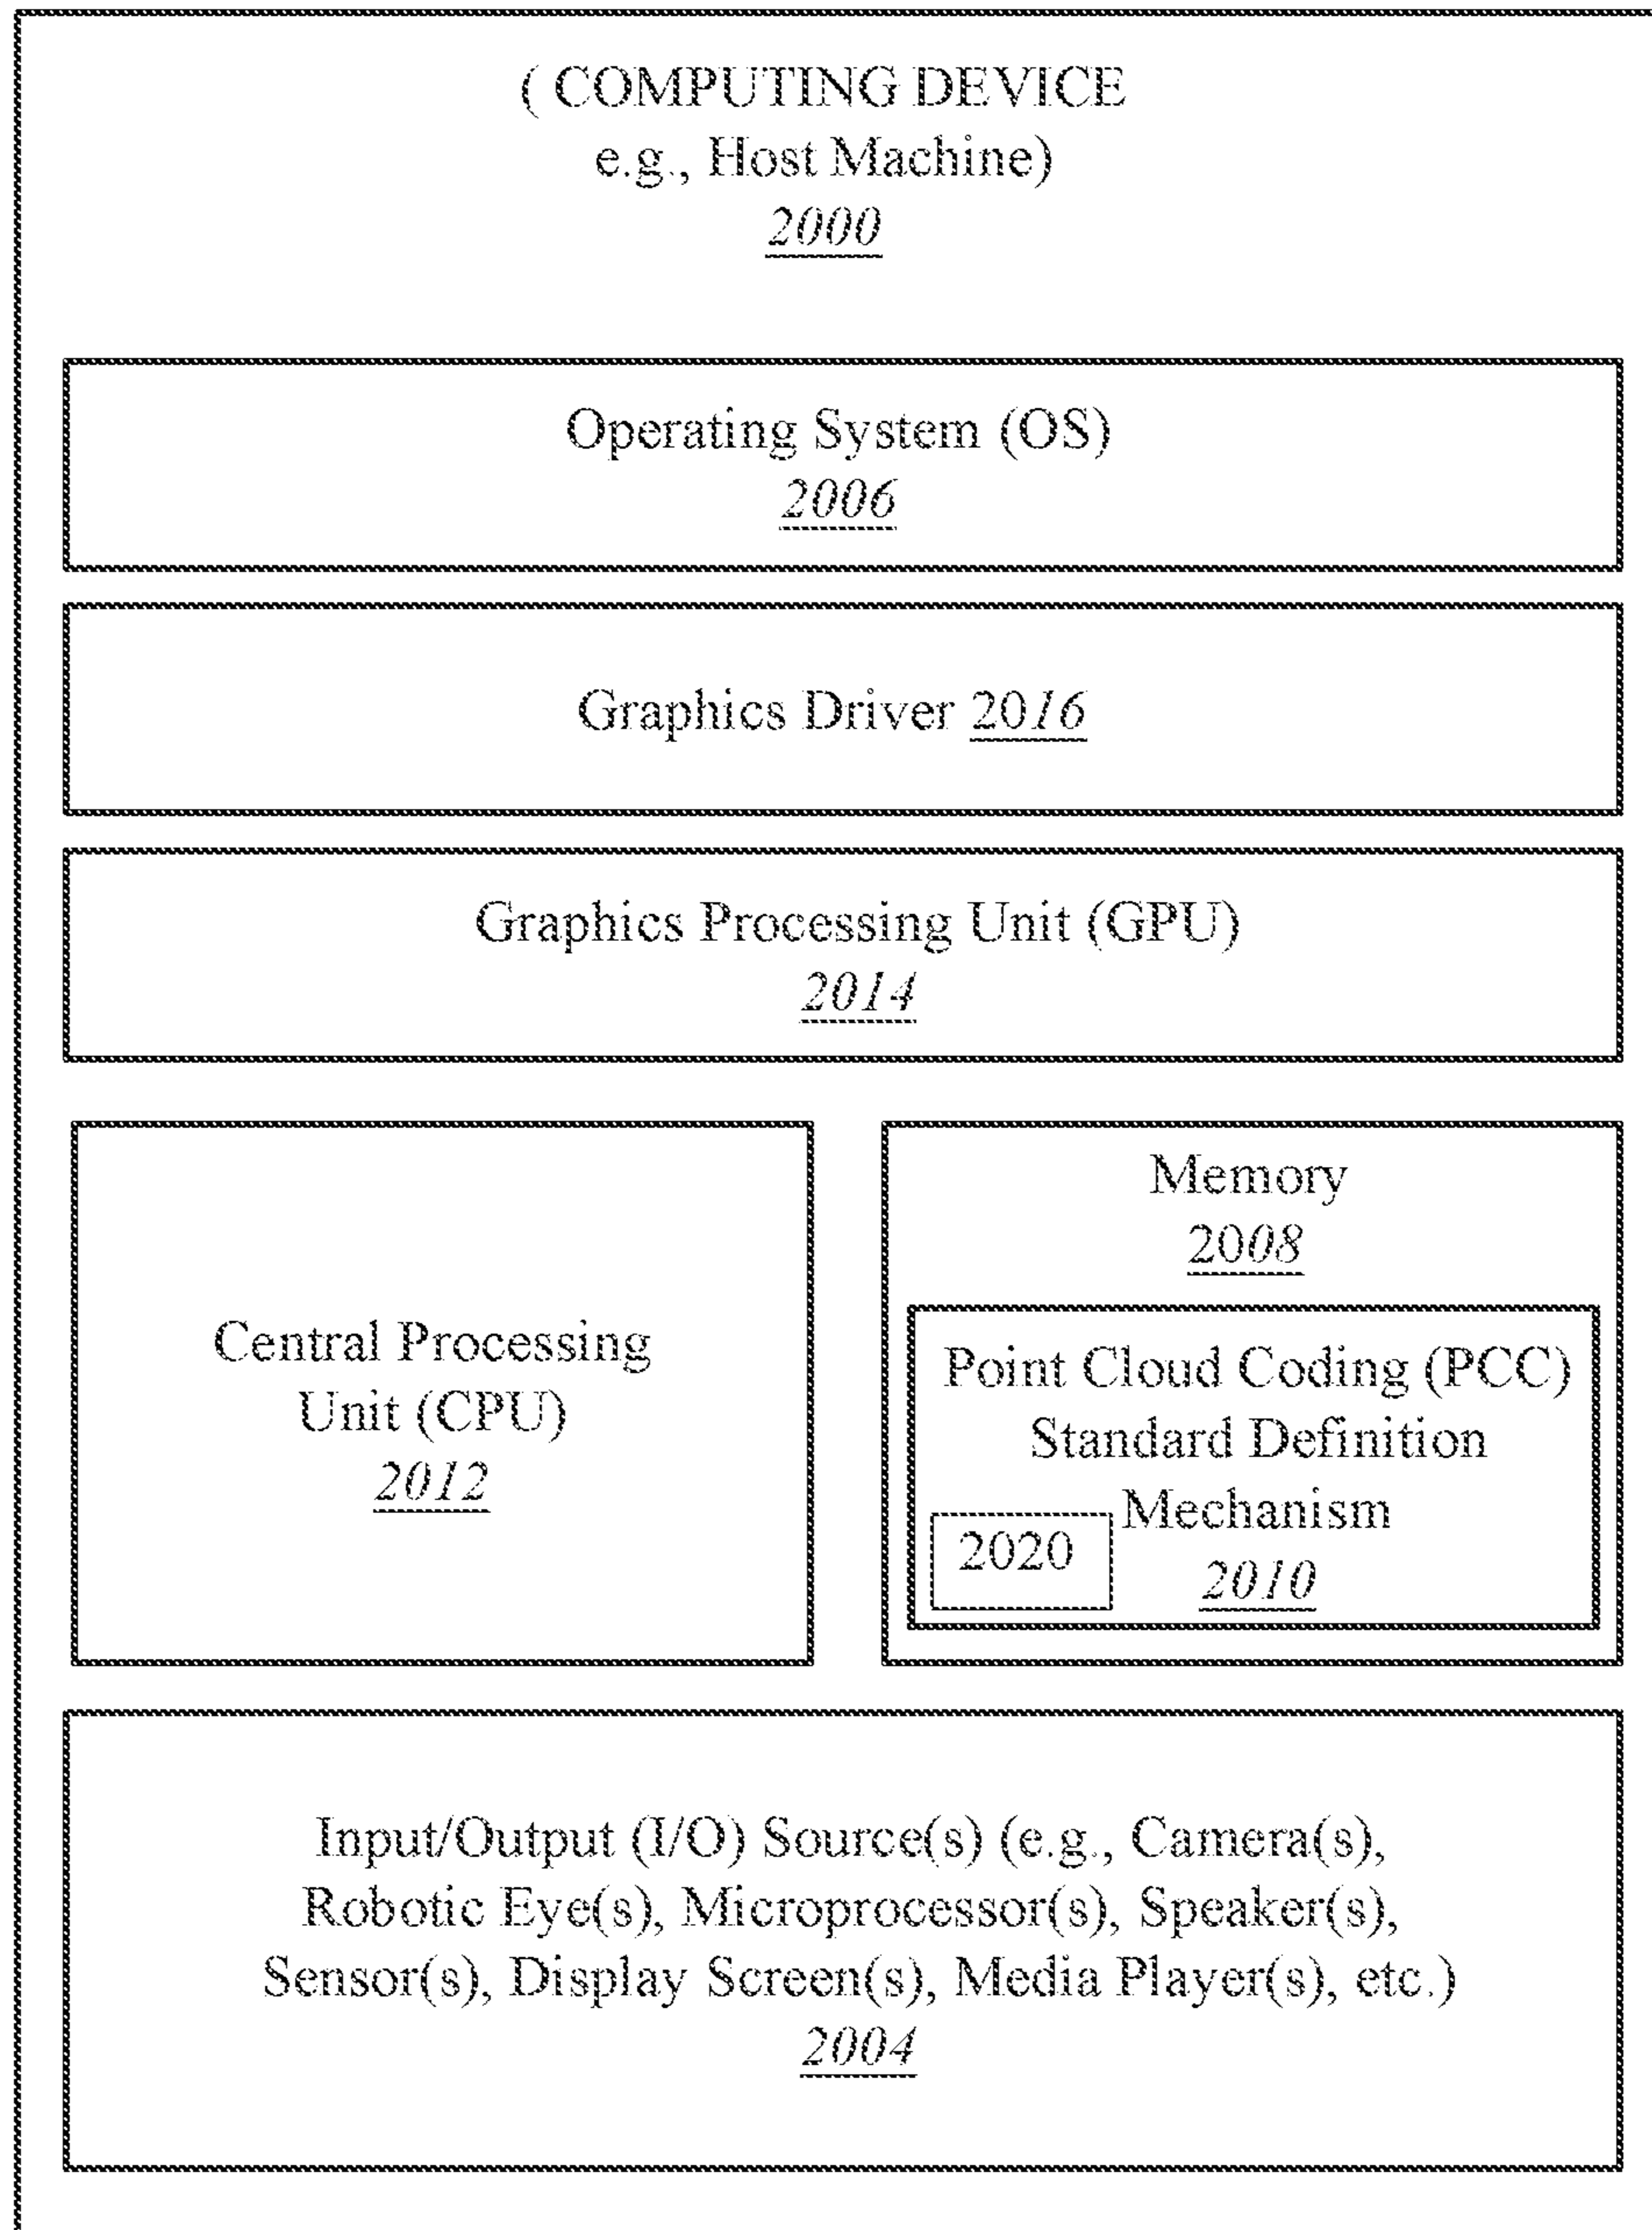 ( COMPUTING DEVICE
e.g., Host Machine)
2000
Operating System (OS)
2006
Graphics Driver 2016
Graphics Processing Unit (GPU)
2014
Central Processing
Unit (CPU)
2012
Memory
2008
Point Cloud Coding (PCC)
Standard Definition
Mechanism
2020
2010
Input/Output (I/O) Source(s) (e.g., Camera(s),
Robotic Eye(s), Microprocessor(s), Speaker(s),
Sensor(s), Display Screen(s), Media Player(s), etc.)
2004